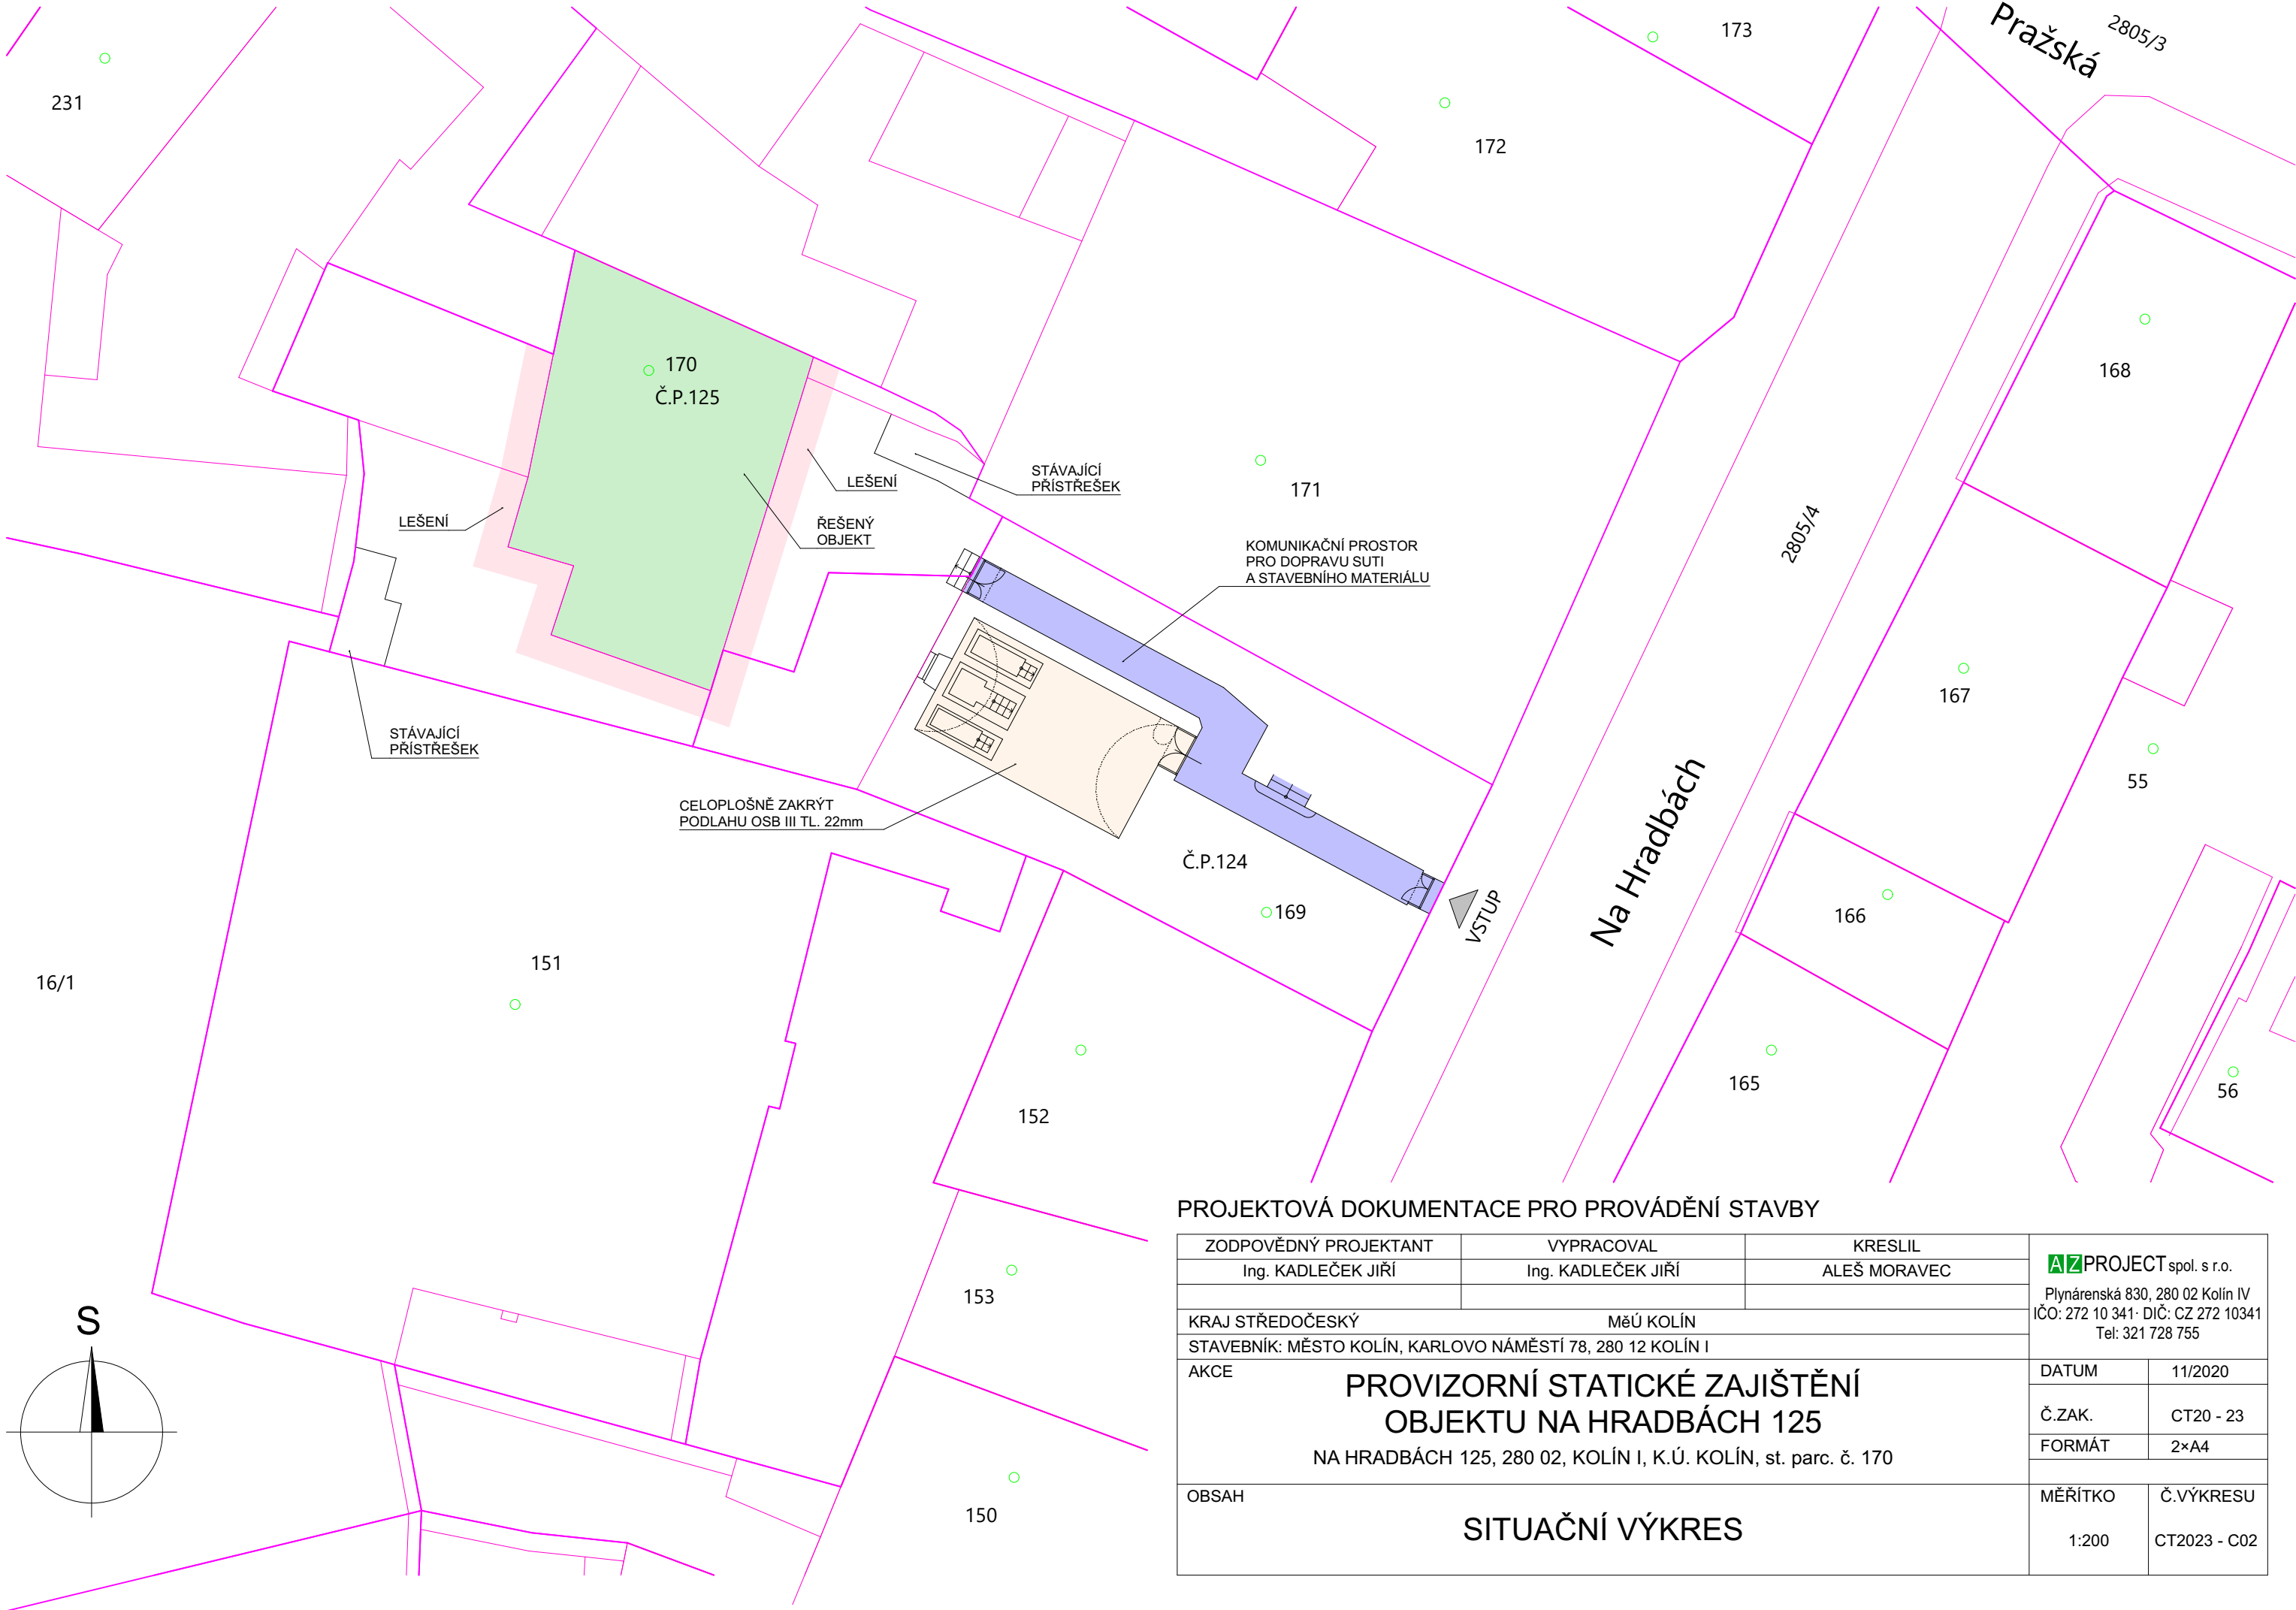 Pražská
2805/3
173
231
172
168
170
Č.P.125
LEŠENÍ
STÁVAJÍCÍ
PŘÍSTŘEŠEK
171
LEŠENÍ
ŘEŠENÝ
OBJEKT
2805/4
KOMUNIKAČNÍ PROSTOR
PRO DOPRAVU SUTI
A STAVEBNÍHO MATERIÁLU
167
STÁVAJÍCÍ
PŘÍSTŘEŠEK
55
CELOPLOŠNĚ ZAKRÝT
PODLAHU OSB III TL. 22mm
Na Hradbách
Č.P.124
169
VSTUP
166
151
16/1
165
56
152
153
150
S
PROJEKTOVÁ DOKUMENTACE PRO PROVÁDĚNÍ STAVBY
ZODPOVĚDNÝ PROJEKTANT
VYPRACOVAL
KRESLIL
Ing. KADLEČEK JIŘÍ
Ing. KADLEČEK JIŘÍ
ALEŠ MORAVEC
AZPROJECT spol. s r.o.
Plynárenská 830, 280 02 Kolín IV
IČO: 272 10 341· DIČ: CZ 272 10341
Tel: 321 728 755
KRAJ STŘEDOČESKÝ
MěÚ KOLÍN
STAVEBNÍK: MĚSTO KOLÍN, KARLOVO NÁMĚSTÍ 78, 280 12 KOLÍN I
AKCE
PROVIZORNÍ STATICKÉ ZAJIŠTĚNÍ
OBJEKTU NA HRADBÁCH 125
NA HRADBÁCH 125, 280 02, KOLÍN I, K.Ú. KOLÍN, st. parc. č. 170
DATUM
11/2020
Č.ZAK.
CT20 - 23
FORMÁT
2×A4
OBSAH
SITUAČNÍ VÝKRES
MĚŘÍTKO
Č.VÝKRESU
1:200
CT2023 - C02